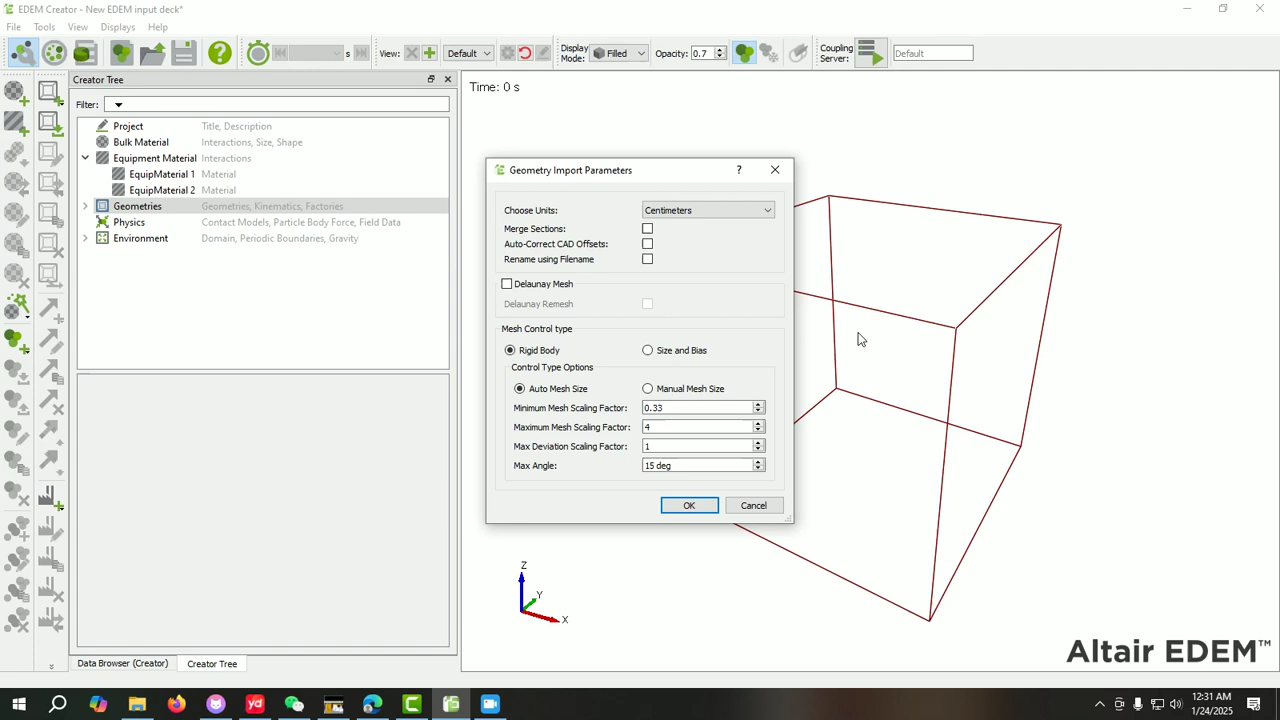 EDEM Creator - New EDEM input deck*
File Tools View Displays Help
s View: Default Display Mode: Filled Opacity: 0.7 Coupling Server: Default
Creator Tree
Filter:
Project Title, Description
Bulk Material Interactions, Size, Shape
Equipment Material Interactions
EquipMaterial 1 Material
EquipMaterial 2 Material
Geometries Geometries, Kinematics, Factories
Physics Contact Models, Particle Body Force, Field Data
Environment Domain, Periodic Boundaries, Gravity
Data Browser (Creator) Creator Tree
Time: 0 s
Geometry Import Parameters ?
Choose Units: Centimeters
Merge Sections:
Auto-Correct CAD Offsets:
Rename using Filename
Delaunay Mesh
Delaunay Remesh
Mesh Control type
Rigid Body Size and Bias
Control Type Options
Auto Mesh Size Manual Mesh Size
Minimum Mesh Scaling Factor: 0.33
Maximum Mesh Scaling Factor: 4
Max Deviation Scaling Factor: 1
Max Angle: 15 deg
OK Cancel
Z
Y
X
Altair EDEM™
yd
12:31 AM
1/24/2025